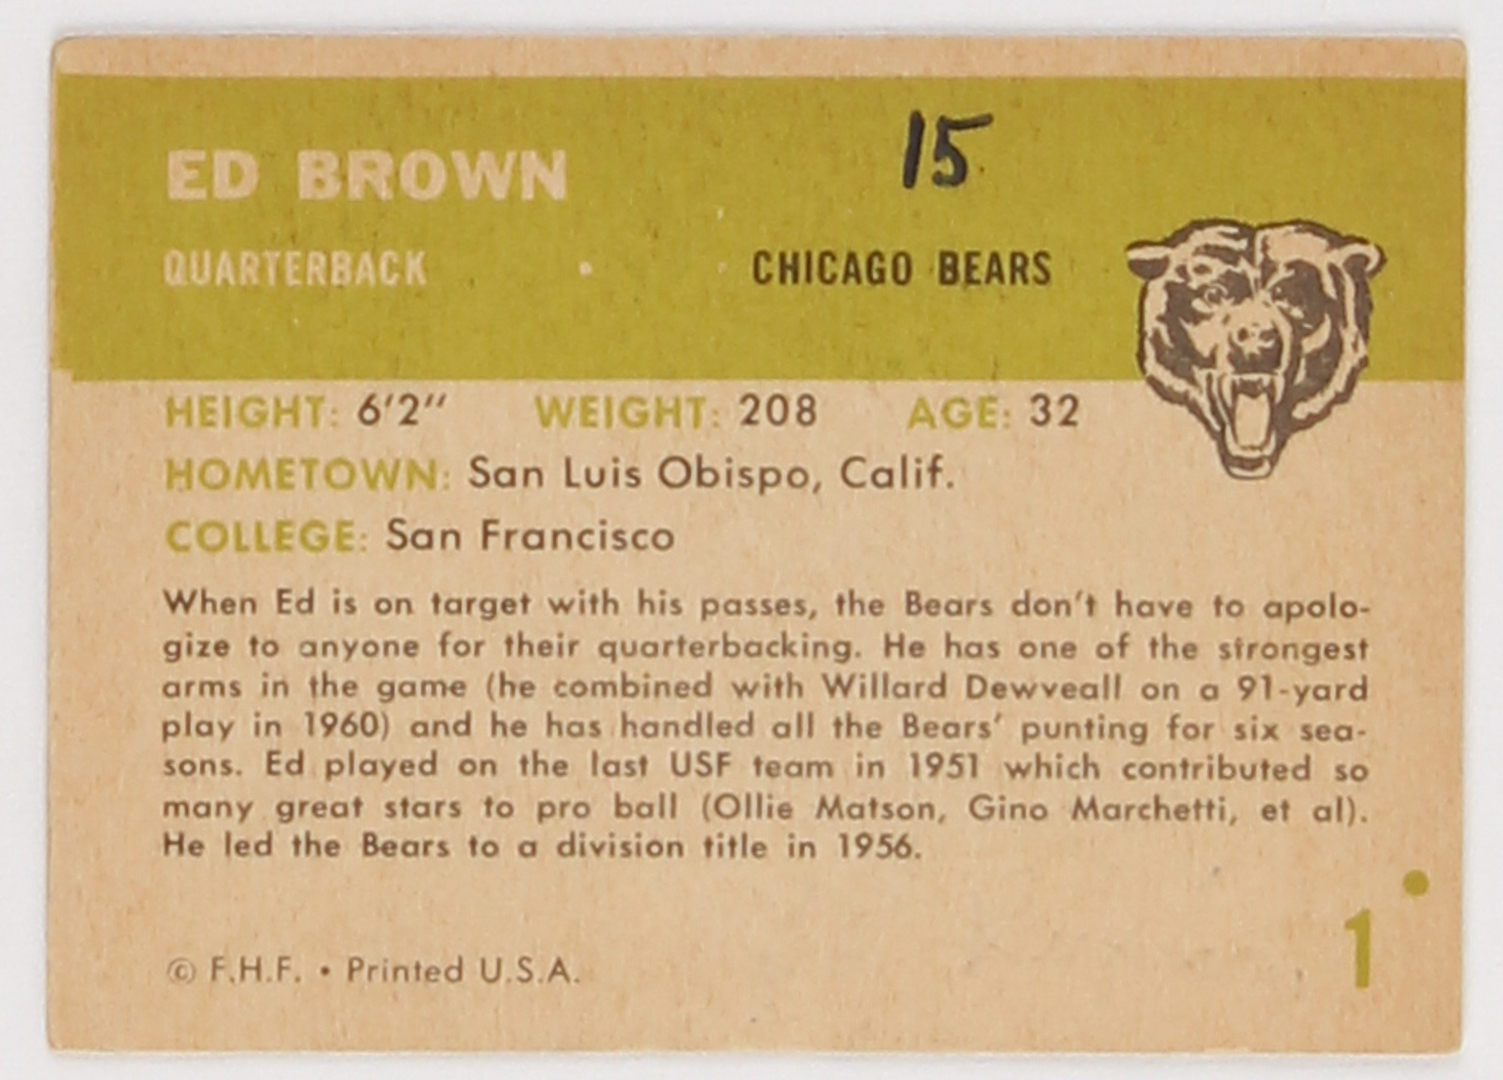 15
ED BROWN
QUARTERBACK • CHICAGO BEARS
HEIGHT: 6'2" WEIGHT: 208 AGE: 32
HOMETOWN: San Luis Obispo, Calif.
COLLEGE: San Francisco
When Ed is on target with his passes, the Bears don't have to apolo-
gize to anyone for their quarterbacking. He has one of the strongest
arms in the game (he combined with Willard Dewveall on a 91-yard
play in 1960) and he has handled all the Bears' punting for six sea-
sons. Ed played on the last USF team in 1951 which contributed so
many great stars to pro ball (Ollie Matson, Gino Marchetti, et al).
He led the Bears to a division title in 1956.
© F.H.F. • Printed U.S.A.
1